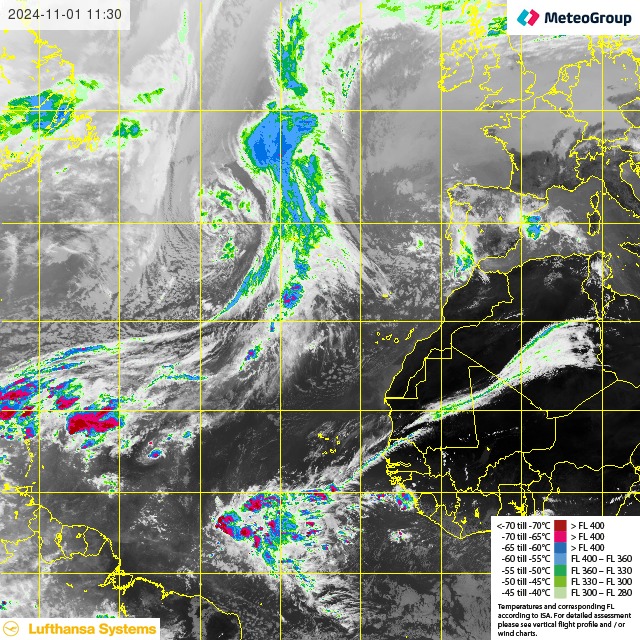 2024-11-01 11:30
MeteoGroup
<-70 till -70°C > FL 400
-70 till -65°C > FL 400
-65 till -60°C > FL 400
-60 till -55°C FL 400 – FL 360
-55 till -50°C FL 360 – FL 330
-50 till -45°C FL 330 – FL 300
-45 till -40°C FL 300 – FL 280
Temperatures and corresponding FL
according to ISA. For detailed assessment
please see vertical flight profile and / or
wind charts.
Lufthansa Systems